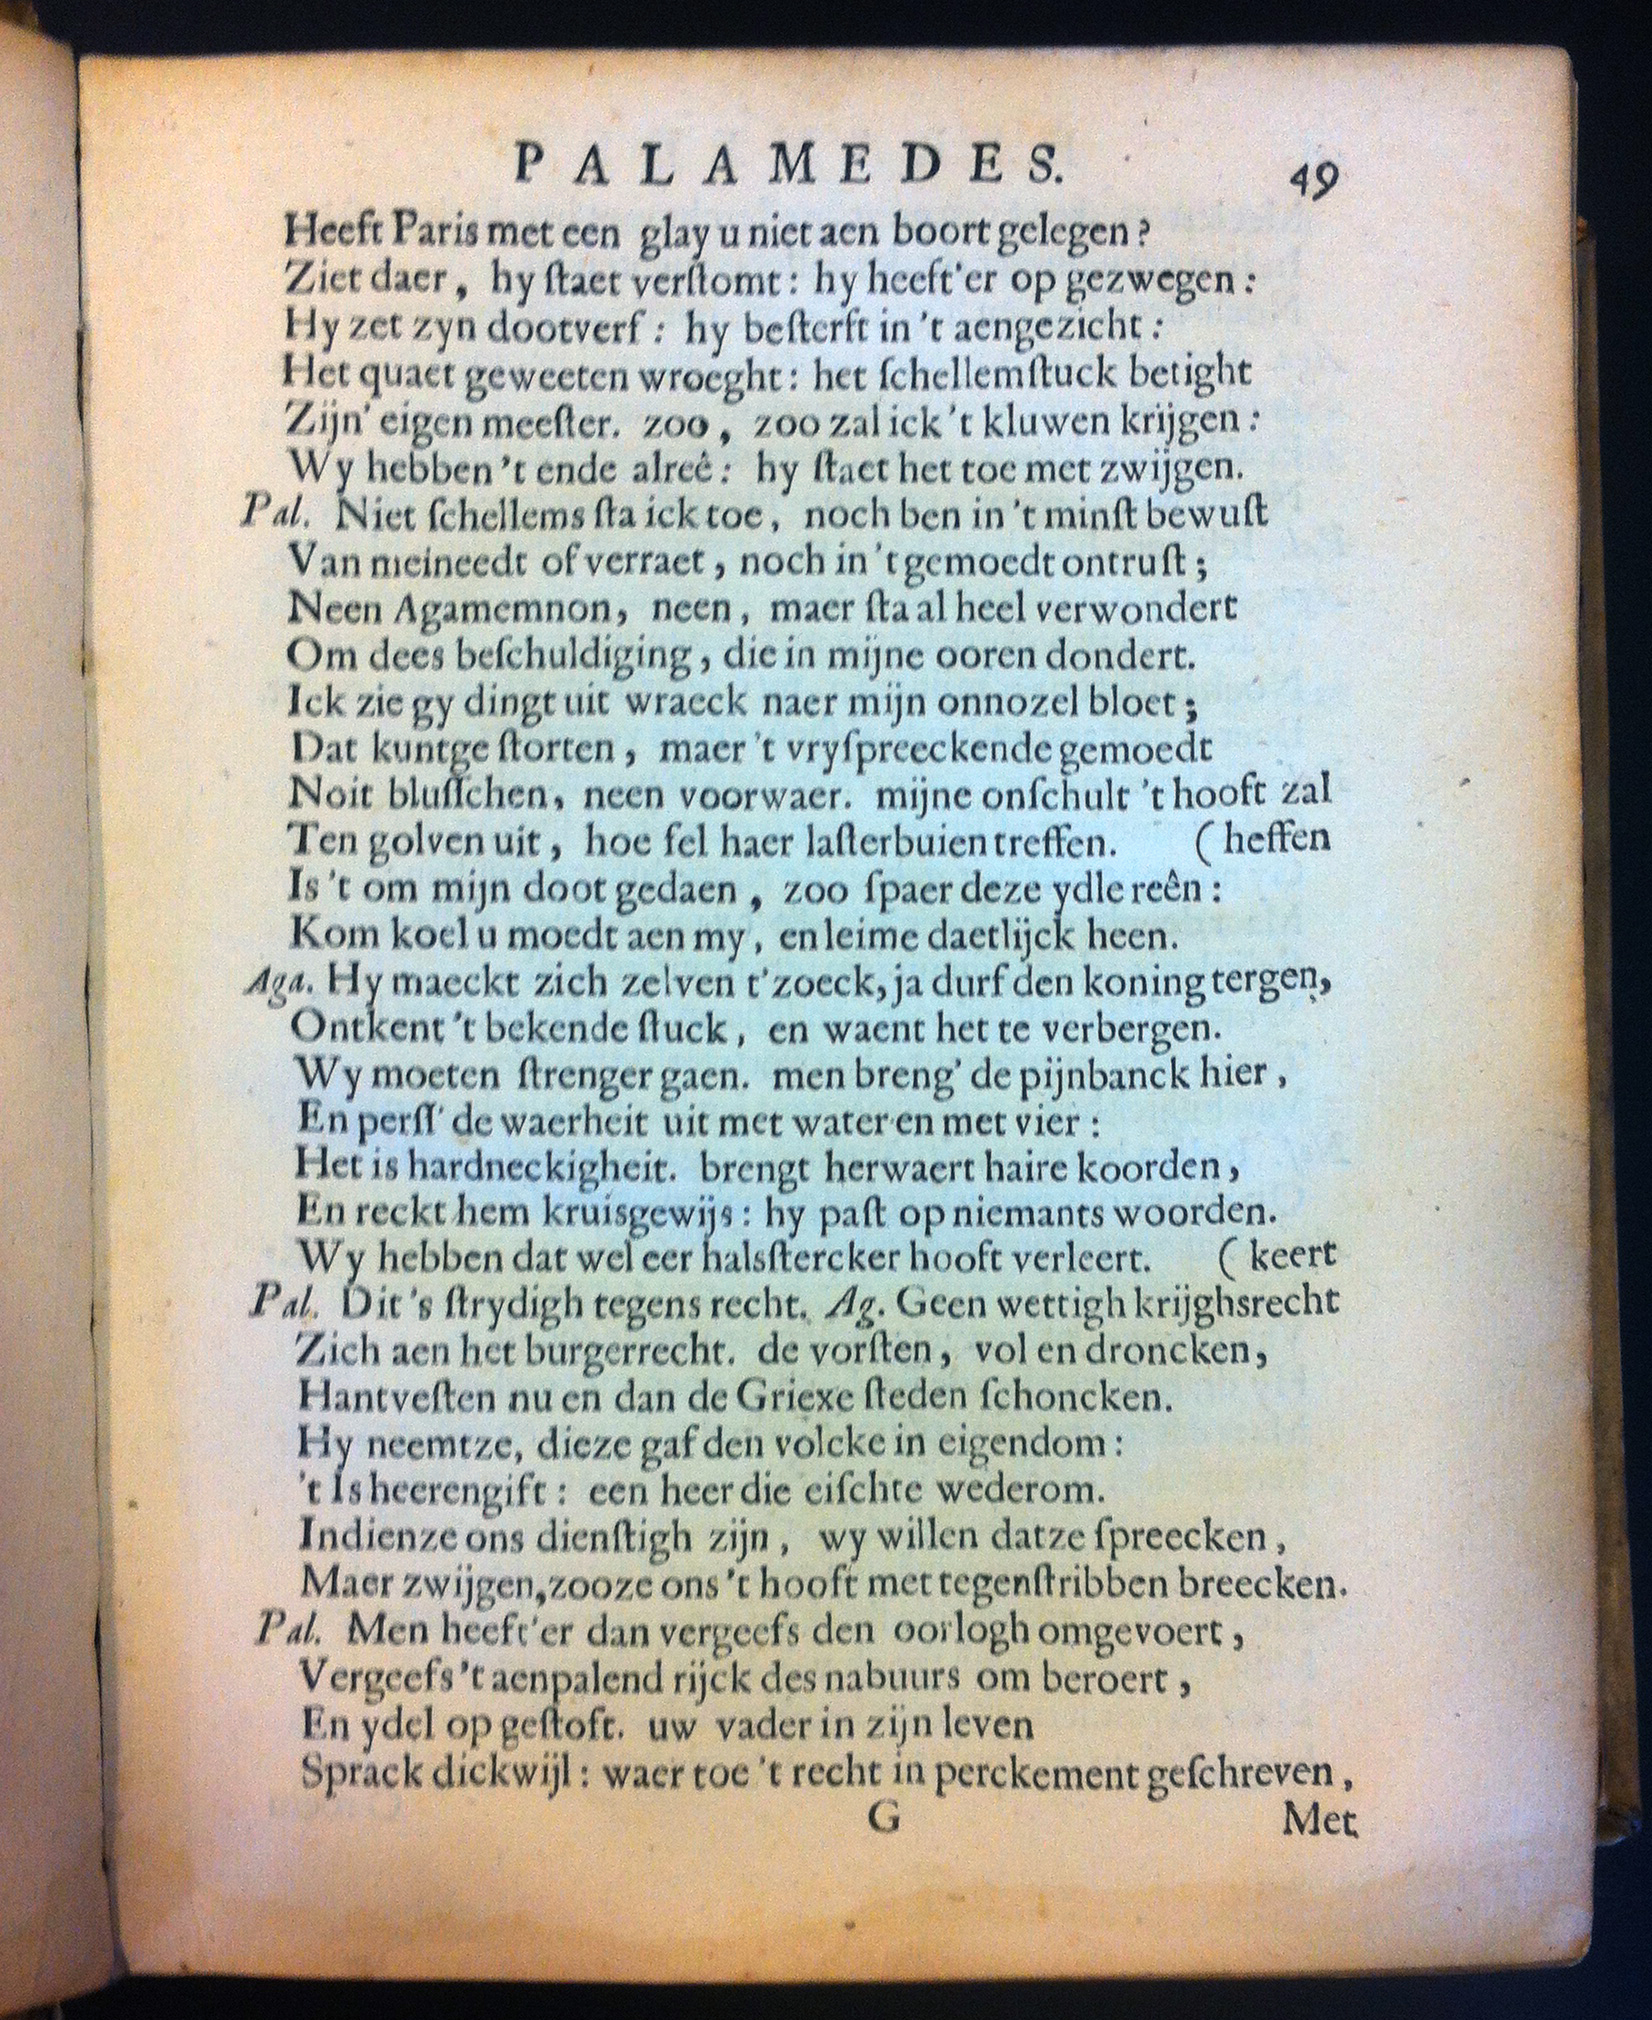 PALAMEDES. 49
Heeft Paris met een glay u niet aen boort gelegen?
Ziet daer, hy ſtaet verſtomt: hy heeft'er op gezwegen:
Hy zet zyn dootverf: hy beſterft in 't aengezicht:
Het quaet geweeten wroeght: het ſchellemſtuck betight
Zijn' eigen meeſter. zoo, zoo zal ick 't kluwen krijgen:
Wy hebben 't ende alreê: hy ſtaet het toe met zwijgen.
Pal. Niet ſchellems ſta ick toe, noch ben in 't minſt bewuſt
Van meineedt of verraet, noch in 't gemoedt ontruſt;
Neen Agamemnon, neen, maer ſta al heel verwondert
Om dees beſchuldiging, die in mijne ooren dondert.
Ick zie gy dingt uit wraeck naer mijn onnozel bloet;
Dat kuntge ſtorten, maer 't vryſpreeckende gemoedt
Noit bluſſchen, neen voorwaer. mijne onſchult 't hooft zal
Ten golven uit, hoe fel haer laſterbuien treffen. (heffen
Is 't om mijn doot gedaen, zoo ſpaer deze ydle reên:
Kom koel u moedt aen my, en leime daetlijck heen.
Aga. Hy maeckt zich zelven t'zoeck, ja durf den koning tergen,
Ontkent 't bekende ſtuck, en waent het te verbergen.
Wy moeten ſtrenger gaen. men breng' de pijnbanck hier,
En perſſ' de waerheit uit met water en met vier:
Het is hardneckigheit. brengt herwaert haire koorden,
En reckt hem kruisgewijs: hy paſt op niemants woorden.
Wy hebben dat wel eer halsſtercker hooft verleert. (keert
Pal. Dit 's ſtrydigh tegens recht. Ag. Geen wettigh krijghsrecht
Zich aen het burgerrecht. de vorſten, vol en droncken,
Hantveſten nu en dan de Griexe ſteden ſchoncken.
Hy neemtze, dieze gaf den volcke in eigendom:
't Is heerengift: een heer die eiſchte wederom.
Indienze ons dienſtigh zijn, wy willen datze ſpreecken,
Maer zwijgen, zooze ons 't hooft met tegenſtribben breecken.
Pal. Men heeft'er dan vergeefs den oorlogh omgevoert,
Vergeefs 't aenpalend rijck des nabuurs om beroert,
En ydel op geſtoft. uw vader in zijn leven
Sprack dickwijl: waer toe 't recht in perckement geſchreven,
G Met